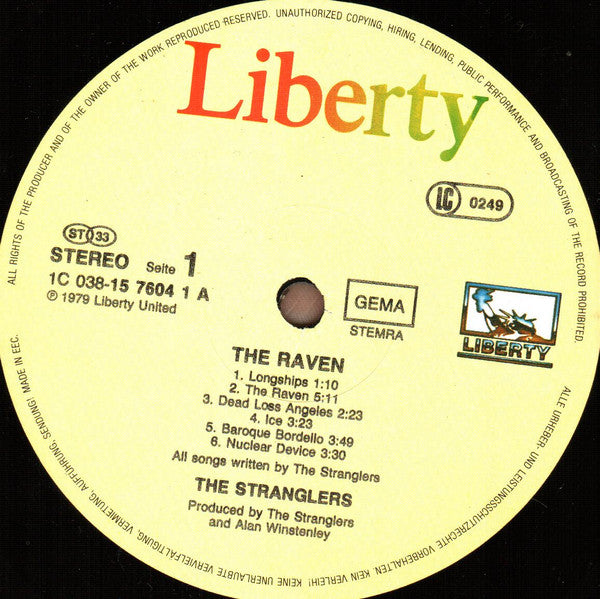 ALL RIGHTS OF THE PRODUCER AND OF THE OWNER OF THE WORK REPRODUCED RESERVED. UNAUTHORIZED COPYING, HIRING, LENDING, PUBLIC PERFORMANCE AND BROADCASTING OF THE RECORD PROHIBITED.
Liberty
LC 0249
ST 33
STEREO Seite 1
1C 038-15 7604 1 A
℗ 1979 Liberty United
GEMA
STEMRA
LIBERTY
THE RAVEN
1. Longships 1:10
2. The Raven 5:11
3. Dead Loss Angeles 2:23
4. Ice 3:23
5. Baroque Bordello 3:49
6. Nuclear Device 3:30
All songs written by The Stranglers
THE STRANGLERS
Produced by The Stranglers
and Alan Winstenley
ALLE URHEBER- UND LEISTUNGSSCHUTZRECHTE VORBEHALTEN. KEIN VERLEIH! KEINE UNERLAUBTE VERVIELFÄLTIGUNG, VERMIETUNG, AUFFÜHRUNG, SENDUNG! MADE IN EEC.